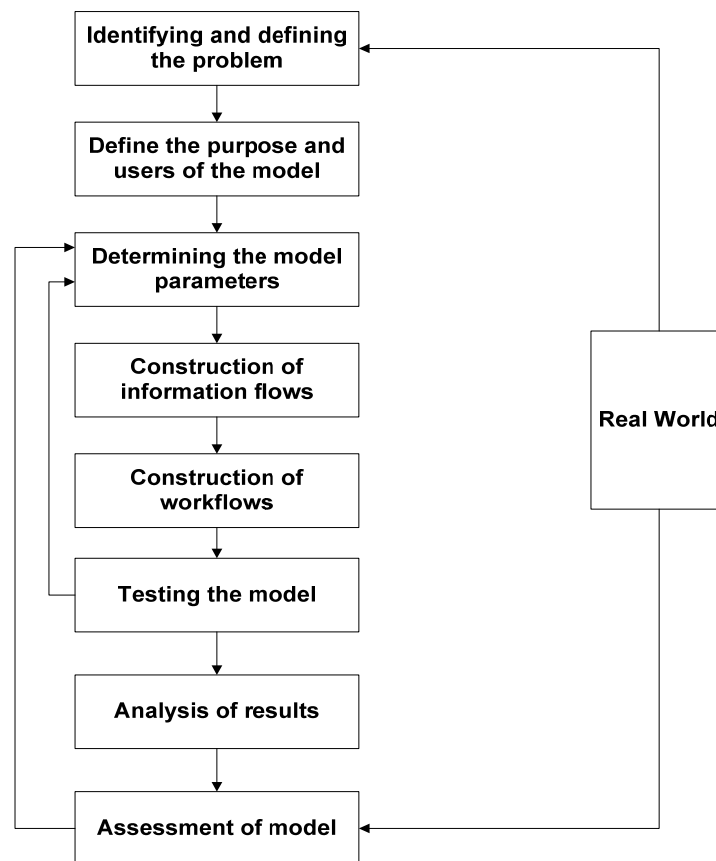 Identifying and defining
the problem
Define the purpose and
users of the model
Determining the model
parameters
Construction of
information flows
Real World
Construction of
workflows
Testing the model
Analysis of results
Assessment of model